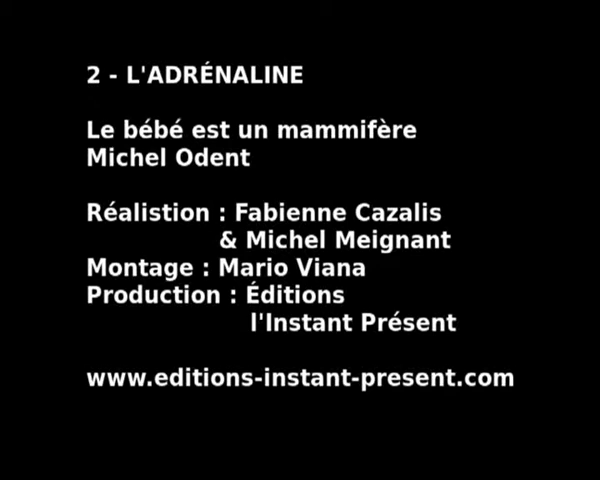 2 - L'ADRÉNALINE
Le bébé est un mammifère
Michel Odent
Réalistion : Fabienne Cazalis
& Michel Meignant
Montage : Mario Viana
Production : Éditions
l'Instant Présent
www.editions-instant-present.com